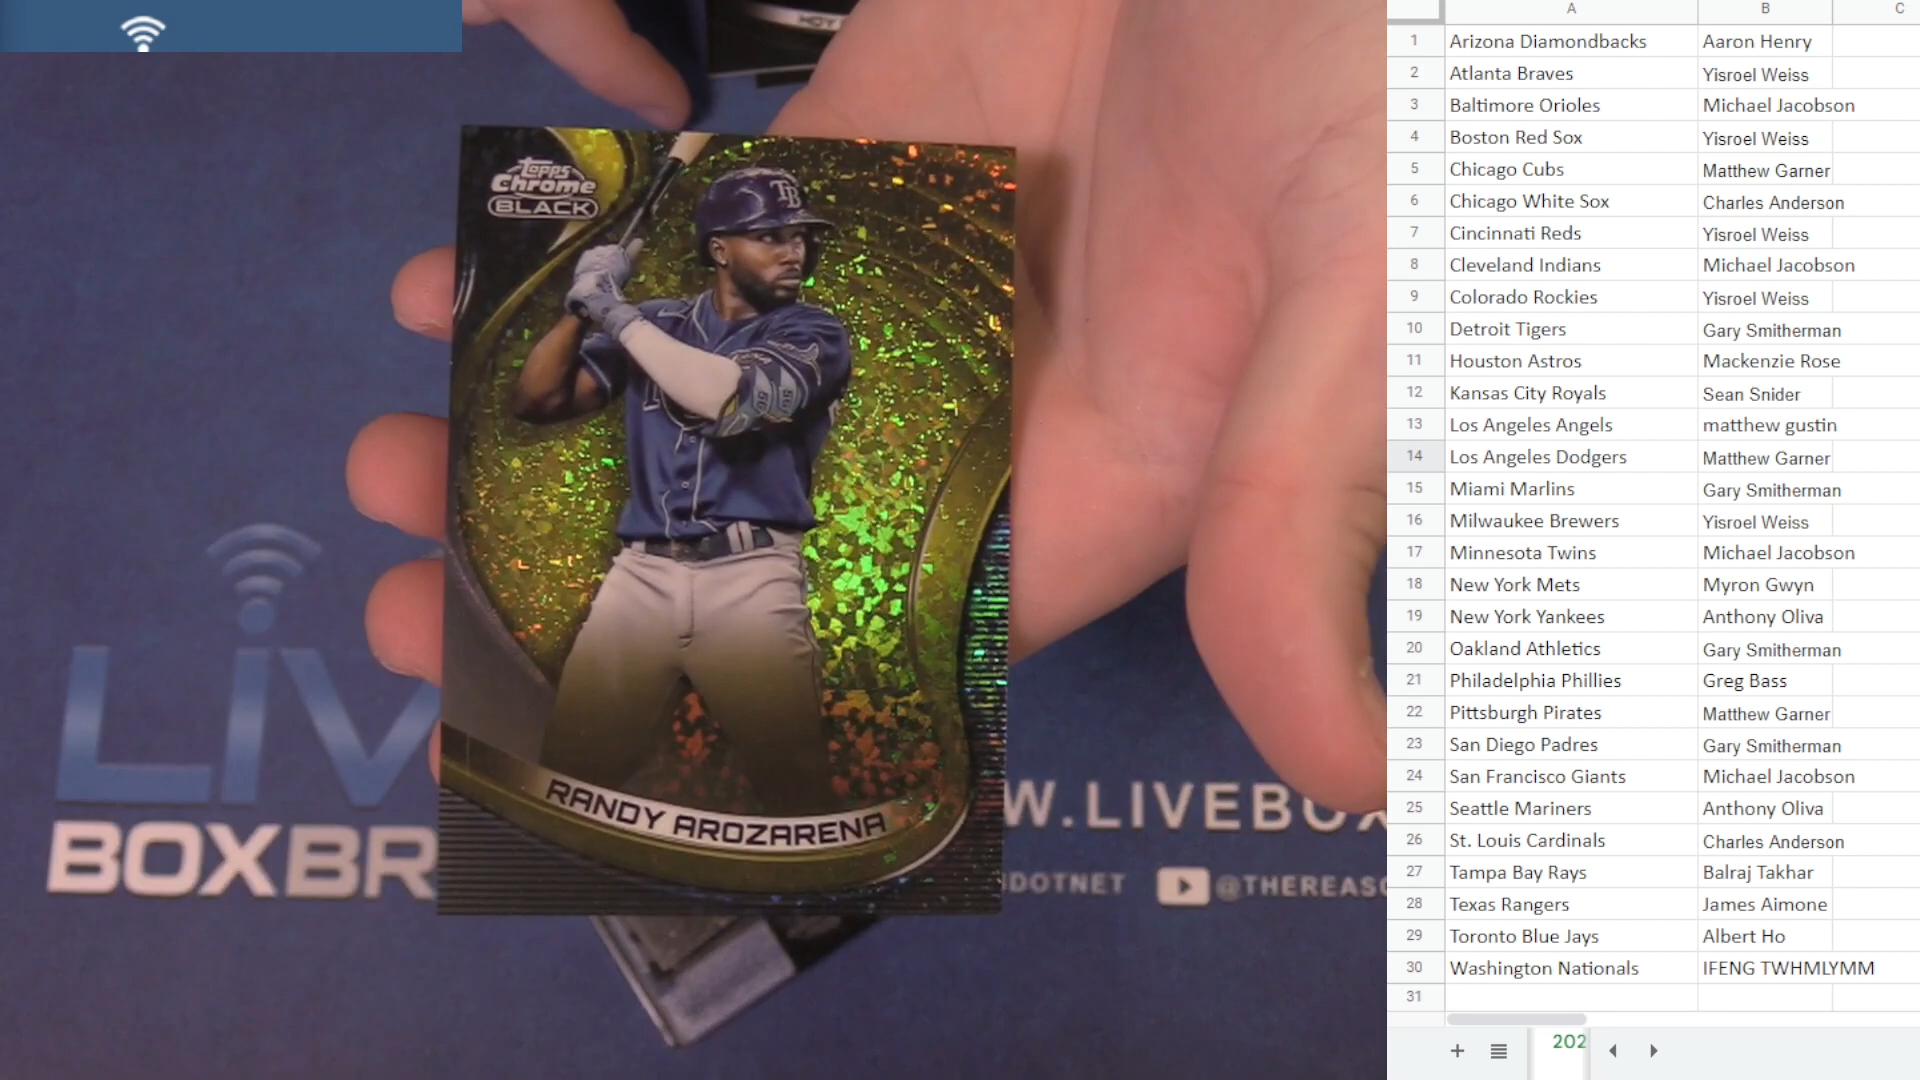 Topps
Chrome
BLACK
TB
RANDY AROZARENA
LIV
BOXBR
W.LIVEBOX
DOTNET
@THEREASO
A B C
1 Arizona Diamondbacks Aaron Henry
2 Atlanta Braves Yisroel Weiss
3 Baltimore Orioles Michael Jacobson
4 Boston Red Sox Yisroel Weiss
5 Chicago Cubs Matthew Garner
6 Chicago White Sox Charles Anderson
7 Cincinnati Reds Yisroel Weiss
8 Cleveland Indians Michael Jacobson
9 Colorado Rockies Yisroel Weiss
10 Detroit Tigers Gary Smitherman
11 Houston Astros Mackenzie Rose
12 Kansas City Royals Sean Snider
13 Los Angeles Angels matthew gustin
14 Los Angeles Dodgers Matthew Garner
15 Miami Marlins Gary Smitherman
16 Milwaukee Brewers Yisroel Weiss
17 Minnesota Twins Michael Jacobson
18 New York Mets Myron Gwyn
19 New York Yankees Anthony Oliva
20 Oakland Athletics Gary Smitherman
21 Philadelphia Phillies Greg Bass
22 Pittsburgh Pirates Matthew Garner
23 San Diego Padres Gary Smitherman
24 San Francisco Giants Michael Jacobson
25 Seattle Mariners Anthony Oliva
26 St. Louis Cardinals Charles Anderson
27 Tampa Bay Rays Balraj Takhar
28 Texas Rangers James Aimone
29 Toronto Blue Jays Albert Ho
30 Washington Nationals IFENG TWHMLYMM
31
202